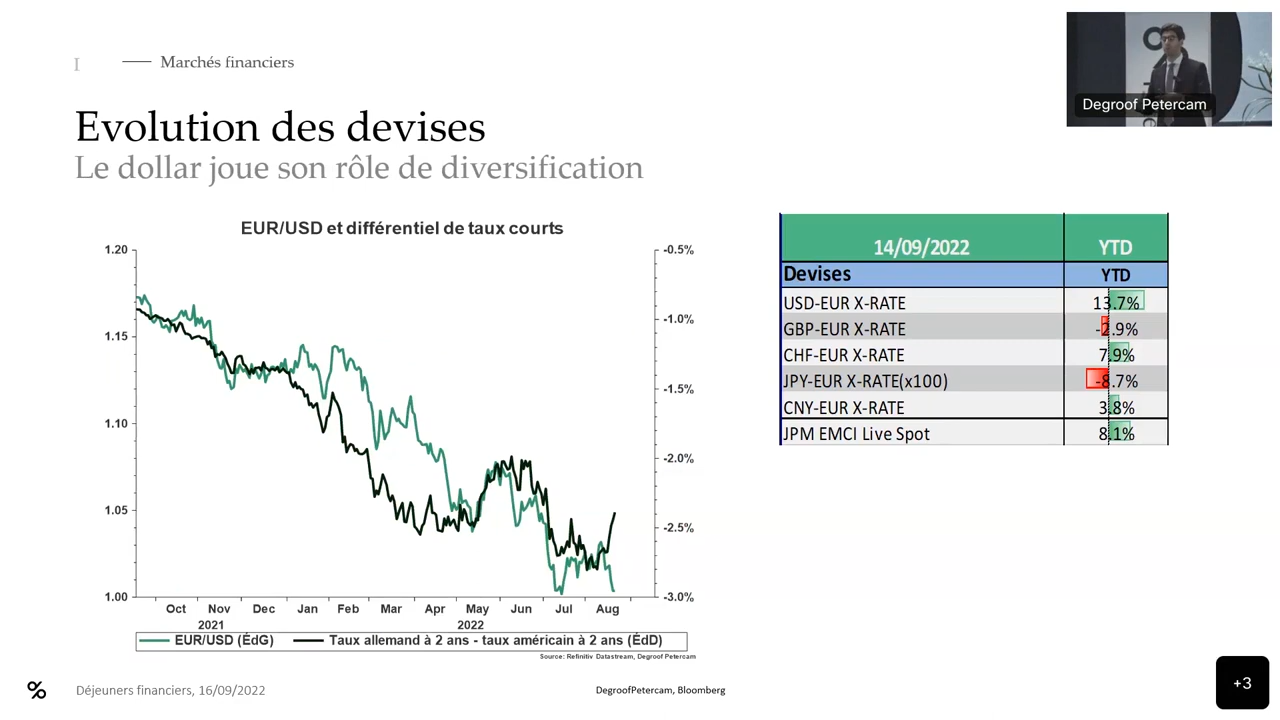 I
Marchés financiers
Evolution des devises
Le dollar joue son rôle de diversification
Degroof Petercam
EUR/USD et différentiel de taux courts
1.20
1.15
1.10
1.05
1.00
-0.5%
-1.0%
-1.5%
-2.0%
-2.5%
-3.0%
Oct Nov Dec Jan Feb Mar Apr May Jun Jul Aug
2021 2022
EUR/USD (ÉdG) Taux allemand à 2 ans - taux américain à 2 ans (ÉdD)
Source: Refinitiv Datastream, Degroof Petercam
14/09/2022 YTD
Devises YTD
USD-EUR X-RATE 13.7%
GBP-EUR X-RATE -2.9%
CHF-EUR X-RATE 7.9%
JPY-EUR X-RATE(x100) -8.7%
CNY-EUR X-RATE 3.8%
JPM EMCI Live Spot 8.1%
Déjeuners financiers, 16/09/2022
DegroofPetercam, Bloomberg
+3